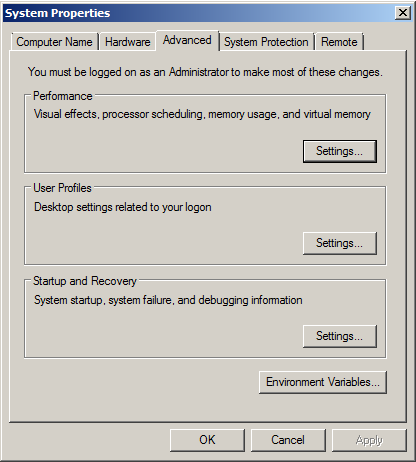 System Properties
Computer Name Hardware Advanced System Protection Remote
You must be logged on as an Administrator to make most of these changes.
Performance
Visual effects, processor scheduling, memory usage, and virtual memory
Settings...
User Profiles
Desktop settings related to your logon
Settings...
Startup and Recovery
System startup, system failure, and debugging information
Settings...
Environment Variables...
OK Cancel Apply